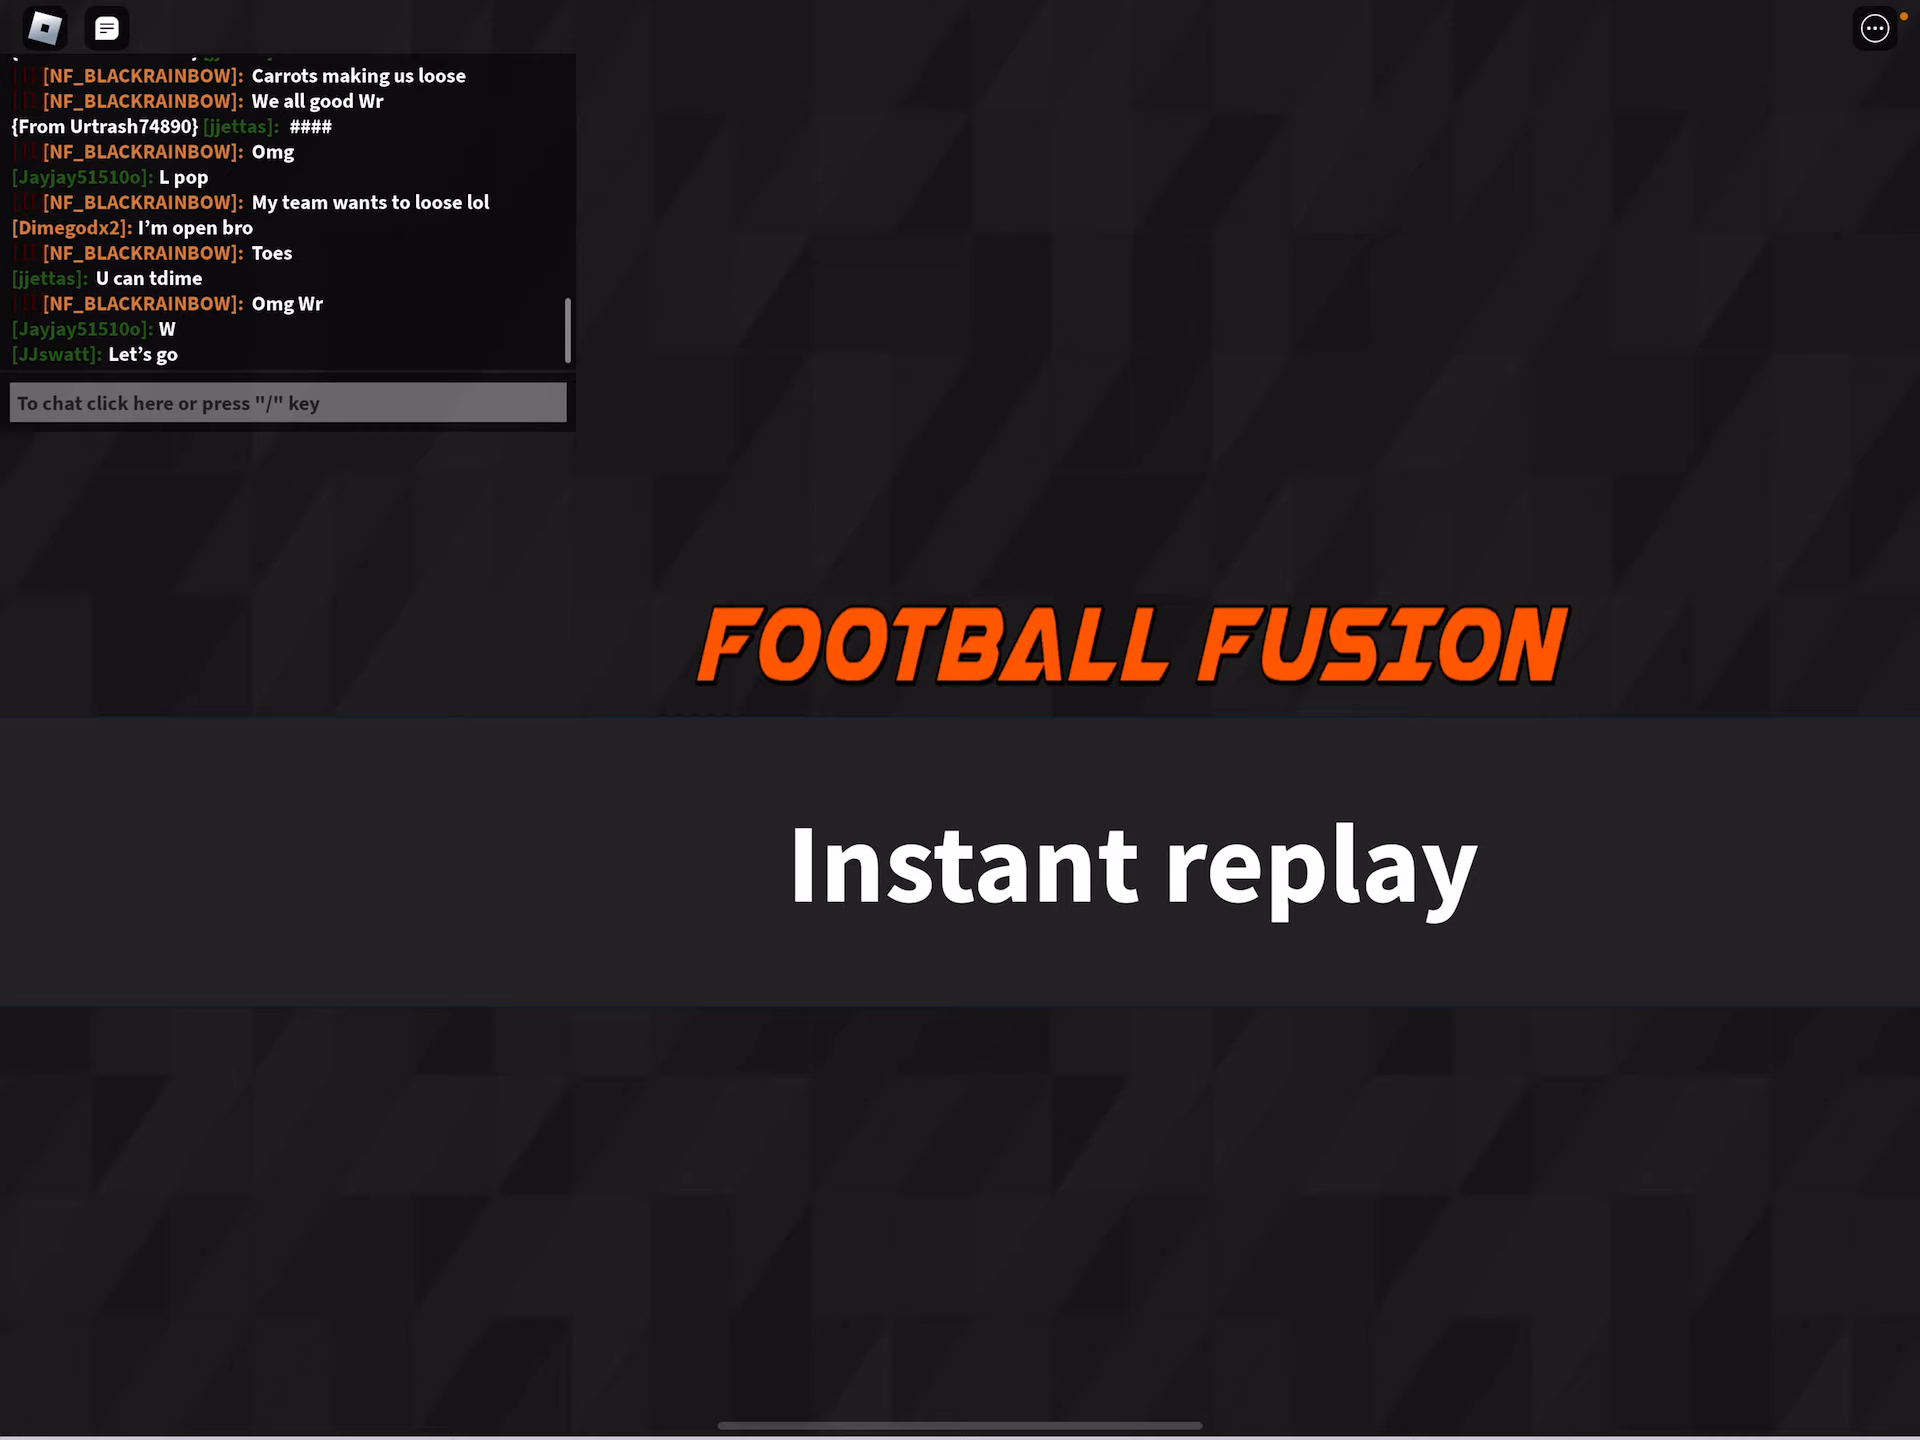 [NF_BLACKRAINBOW]: Carrots making us loose
[NF_BLACKRAINBOW]: We all good Wr
{From Urtrash74890} [jjettas]: ####
[NF_BLACKRAINBOW]: Omg
[Jayjay51510o]: L pop
[NF_BLACKRAINBOW]: My team wants to loose lol
[Dimegodx2]: I’m open bro
[NF_BLACKRAINBOW]: Toes
[jjettas]: U can tdime
[NF_BLACKRAINBOW]: Omg Wr
[Jayjay51510o]: W
[JJswatt]: Let’s go
To chat click here or press "/" key
FOOTBALL FUSION
Instant replay